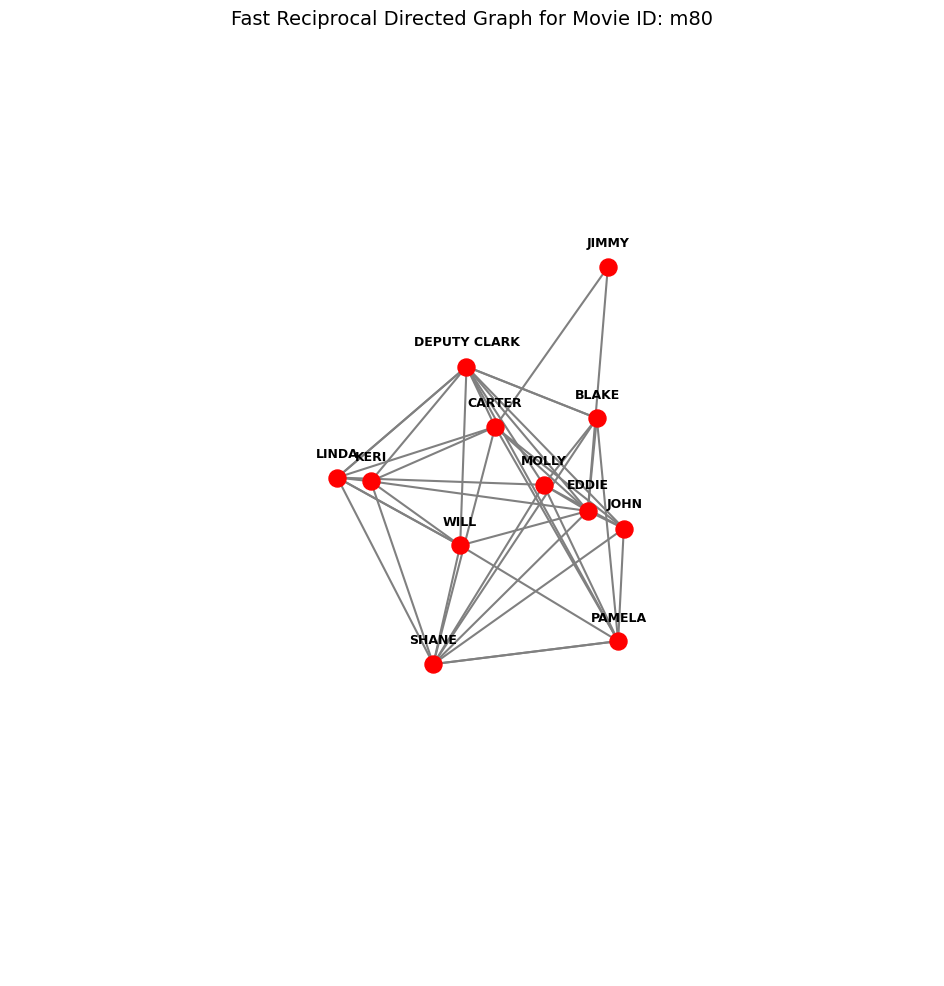 Fast Reciprocal Directed Graph for Movie ID: m80
JIMMY
DEPUTY CLARK
BLAKE
CARTER
LINDA
KERI
MOLLY
EDDIE
JOHN
WILL
PAMELA
SHANE